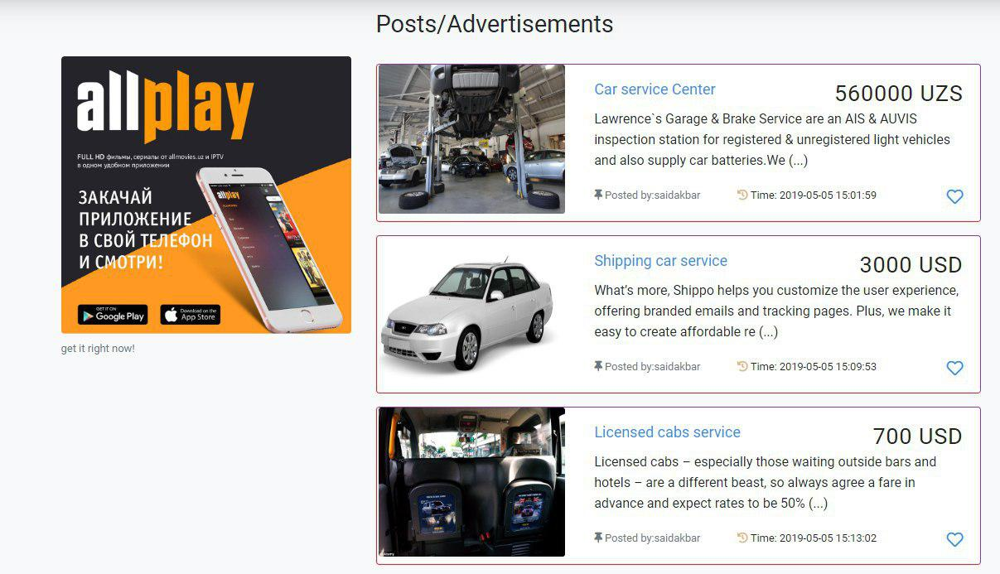 Posts/Advertisements
allplay
FULL HD фильмы, сериалы от allmovies.uz и IPTV
в одном удобном приложении
ЗАКАЧАЙ
ПРИЛОЖЕНИЕ
В СВОЙ ТЕЛЕФОН
И СМОТРИ!
allplay
GET IT ON
Google Play
Download on the
App Store
get it right now!
Car service Center
560000 UZS
Lawrence`s Garage & Brake Service are an AIS & AUVIS
inspection station for registered & unregistered light vehicles
and also supply car batteries.We (...)
Posted by:saidakbar
Time: 2019-05-05 15:01:59
Shipping car service
3000 USD
What's more, Shippo helps you customize the user experience,
offering branded emails and tracking pages. Plus, we make it
easy to create affordable re (...)
Posted by:saidakbar
Time: 2019-05-05 15:09:53
Licensed cabs service
700 USD
Licensed cabs – especially those waiting outside bars and
hotels – are a different beast, so always agree a fare in
advance and expect rates to be 50% (...)
Posted by:saidakbar
Time: 2019-05-05 15:13:02